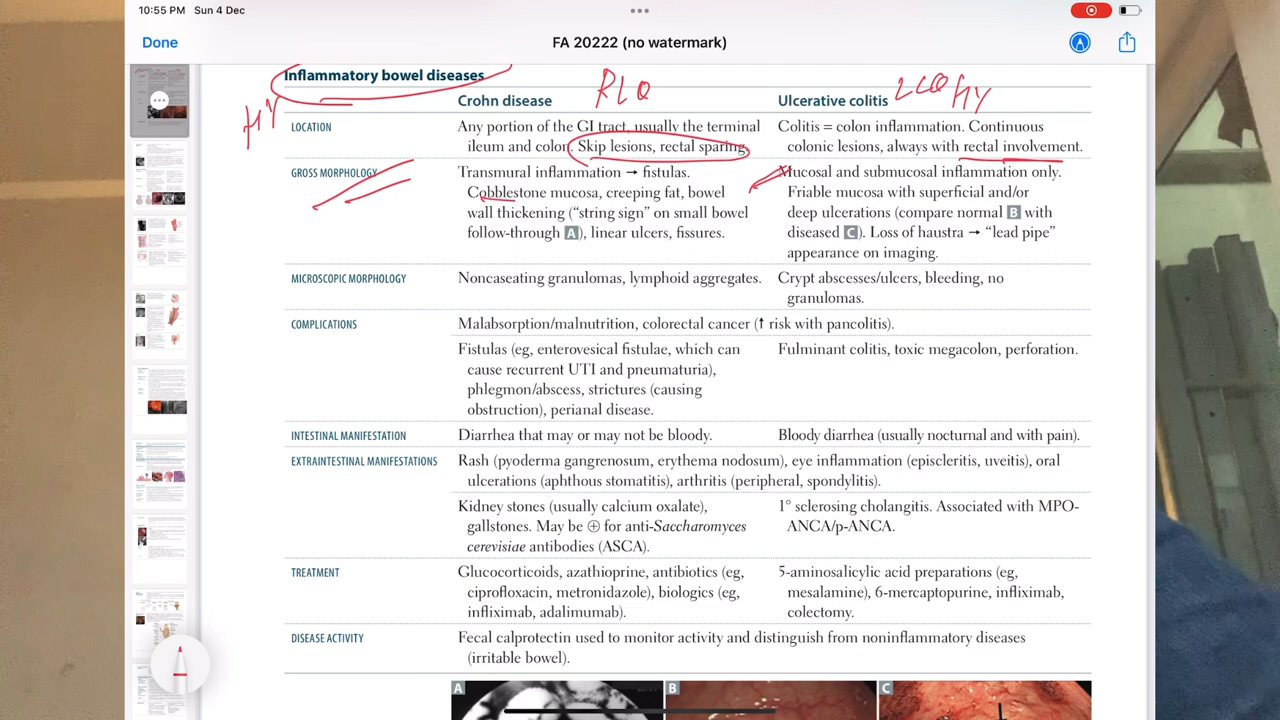 10:55 PM Sun 4 Dec
Done
FA 20222 (no watermark)
Inflammatory bowel diseases
HY
RLQ
LLQ HY
Crohn disease
Ulcerative colitis
LOCATION
Any portion of the GI tract, usually the terminal
ileum and colon. Skip lesions, rectal sparing.
Colitis = colon inflammation. Continuous
colonic lesions, always with rectal involvement.
GROSS MORPHOLOGY
Transmural inflammation → fistulas.
Cobblestone mucosa, creeping fat, bowel
wall thickening (“string sign” on small bowel
follow-through A), linear ulcers, fissures.
Mucosal and submucosal inflammation only.
Friable mucosa with superficial and/or
deep ulcerations (compare normal B with
diseased C). Loss of haustra → “lead pipe”
appearance on imaging.
MICROSCOPIC MORPHOLOGY
Noncaseating granulomas, lymphoid aggregates.
Crypt abscesses/ulcers, bleeding, no
granulomas.
COMPLICATIONS
Malabsorption/malnutrition, colorectal cancer (↑ risk with pancolitis).
Fistulas (eg, enterovesical fistulae, which can
cause recurrent UTI and pneumaturia),
phlegmon/abscess, strictures (causing
obstruction), perianal disease.
Fulminant colitis, toxic megacolon, perforation.
INTESTINAL MANIFESTATION
Diarrhea that may or may not be bloody.
Bloody diarrhea (usually rectal and with pain).
EXTRAINTESTINAL MANIFESTATIONS
Rash (pyoderma gangrenosum, erythema nodosum), eye inflammation (episcleritis, uveitis), oral
ulcerations (aphthous stomatitis), arthritis (peripheral, spondylitis).
Kidney stones (usually calcium oxalate),
gallstones. May be ⊕ for anti-Saccharomyces
cerevisiae antibodies (ASCA).
1° sclerosing cholangitis. Associated with MPO-
ANCA/p-ANCA.
TREATMENT
Glucocorticoids, azathioprine, antibiotics (eg,
ciprofloxacin, metronidazole), biologics (eg,
infliximab, adalimumab).
5-aminosalicylic acid preparations (eg,
mesalamine), 6-mercaptopurine, infliximab,
colectomy.
DISEASE ACTIVITY
Fecal calprotectin used to monitor activity and distinguish from noninflammatory diseases
(irritable bowel).
A